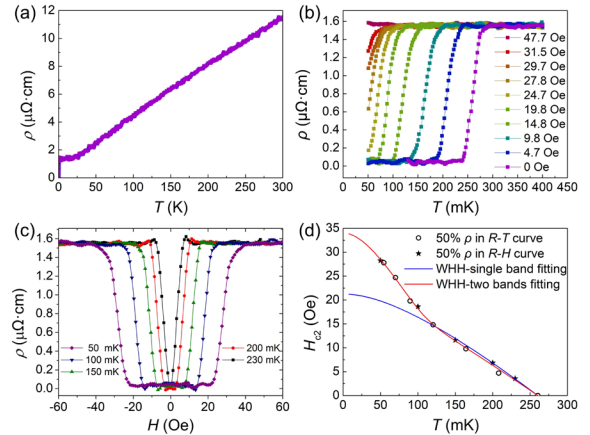 (a)
12
10
8
6
4
2
0
ρ (μΩ·cm)
0 50 100 150 200 250 300
T (K)
(b)
1.6
1.4
1.2
1.0
0.8
0.6
0.4
0.2
0.0
ρ (μΩ·cm)
47.7 Oe
31.5 Oe
29.7 Oe
27.8 Oe
24.7 Oe
19.8 Oe
14.8 Oe
9.8 Oe
4.7 Oe
0 Oe
0 50 100 150 200 250 300 350 400 450
T (mK)
(c)
1.6
1.4
1.2
1.0
0.8
0.6
0.4
0.2
0.0
ρ (μΩ·cm)
50 mK
100 mK
150 mK
200 mK
230 mK
-60 -40 -20 0 20 40 60
H (Oe)
(d)
35
30
25
20
15
10
5
0
Hc2 (Oe)
50% ρ in R-T curve
50% ρ in R-H curve
WHH-single band fitting
WHH-two bands fitting
0 50 100 150 200 250 300
T (mK)